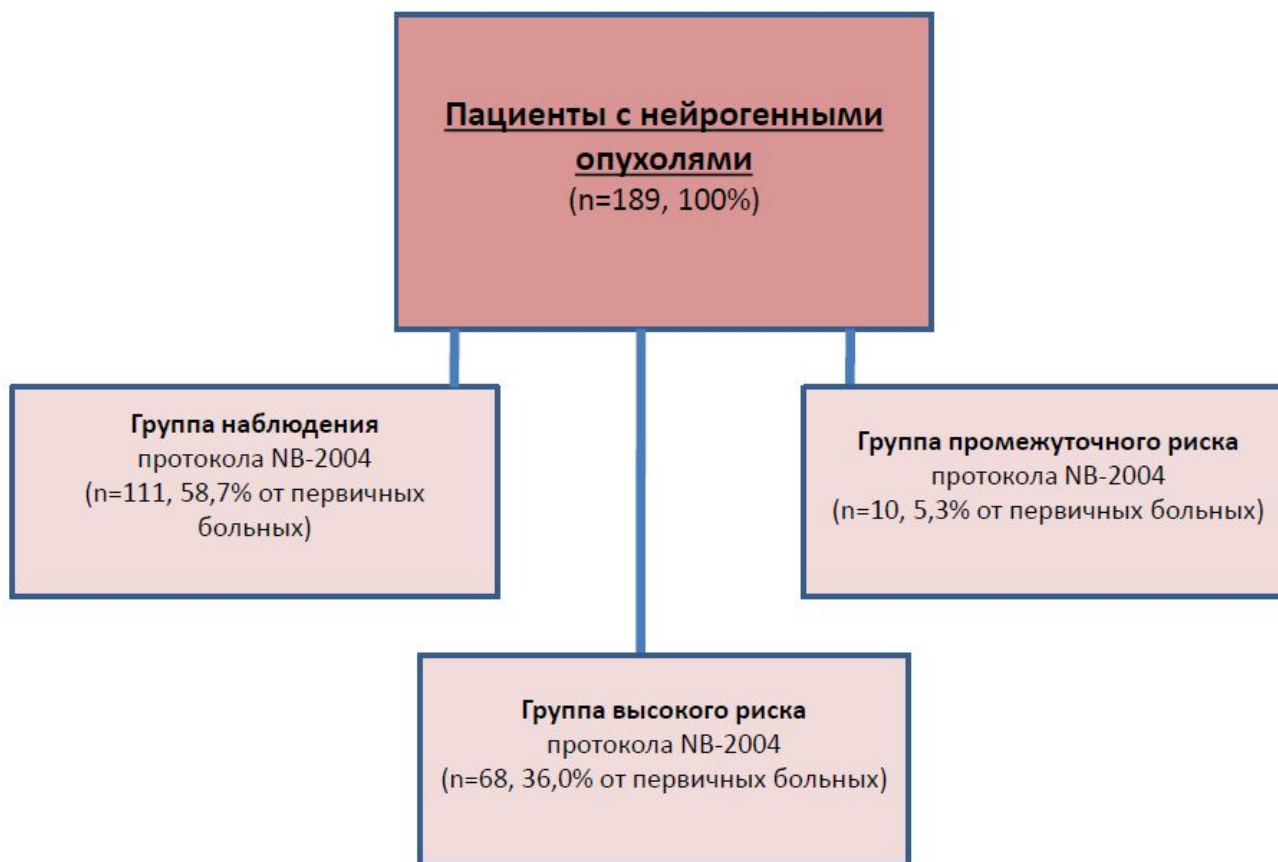 Пациенты с нейрогенными
опухолями
(n=189, 100%)
Группа наблюдения
протокола NB-2004
(n=111, 58,7% от первичных
больных)
Группа промежуточного риска
протокола NB-2004
(n=10, 5,3% от первичных больных)
Группа высокого риска
протокола NB-2004
(n=68, 36,0% от первичных больных)